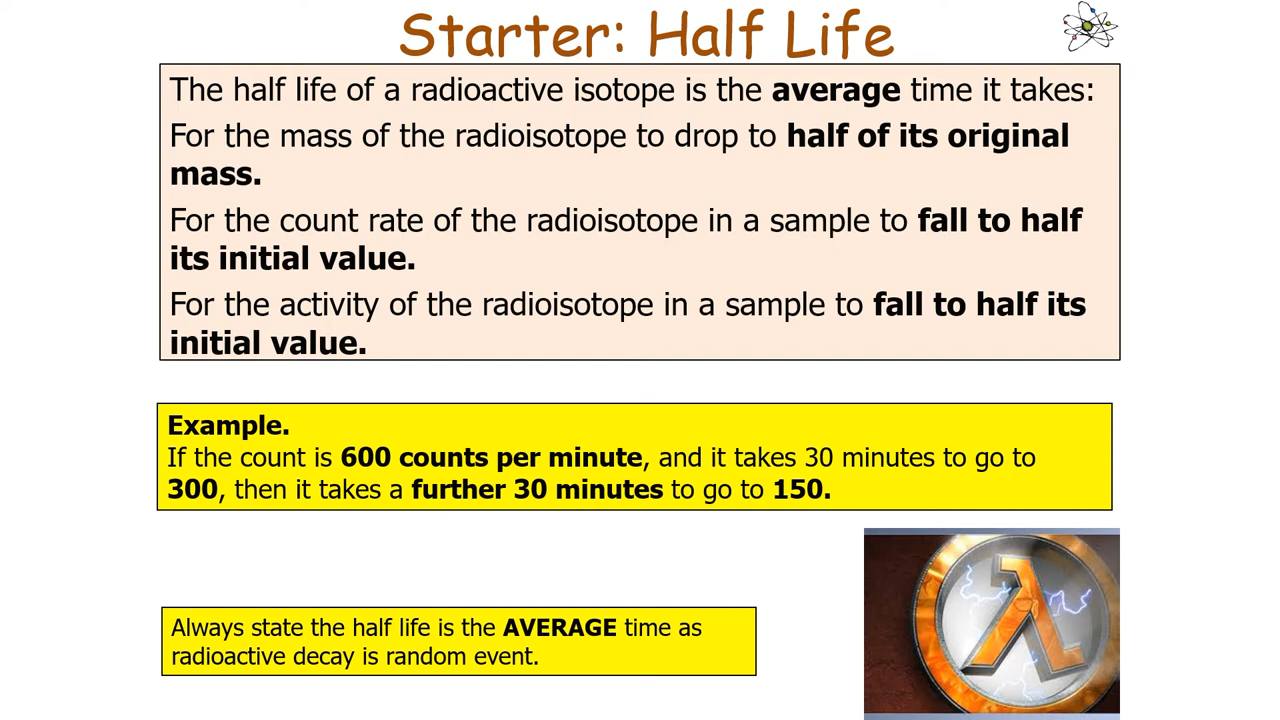 Starter: Half Life
The half life of a radioactive isotope is the average time it takes:
For the mass of the radioisotope to drop to half of its original
mass.
For the count rate of the radioisotope in a sample to fall to half
its initial value.
For the activity of the radioisotope in a sample to fall to half its
initial value.
Example.
If the count is 600 counts per minute, and it takes 30 minutes to go to
300, then it takes a further 30 minutes to go to 150.
Always state the half life is the AVERAGE time as
radioactive decay is random event.
λ